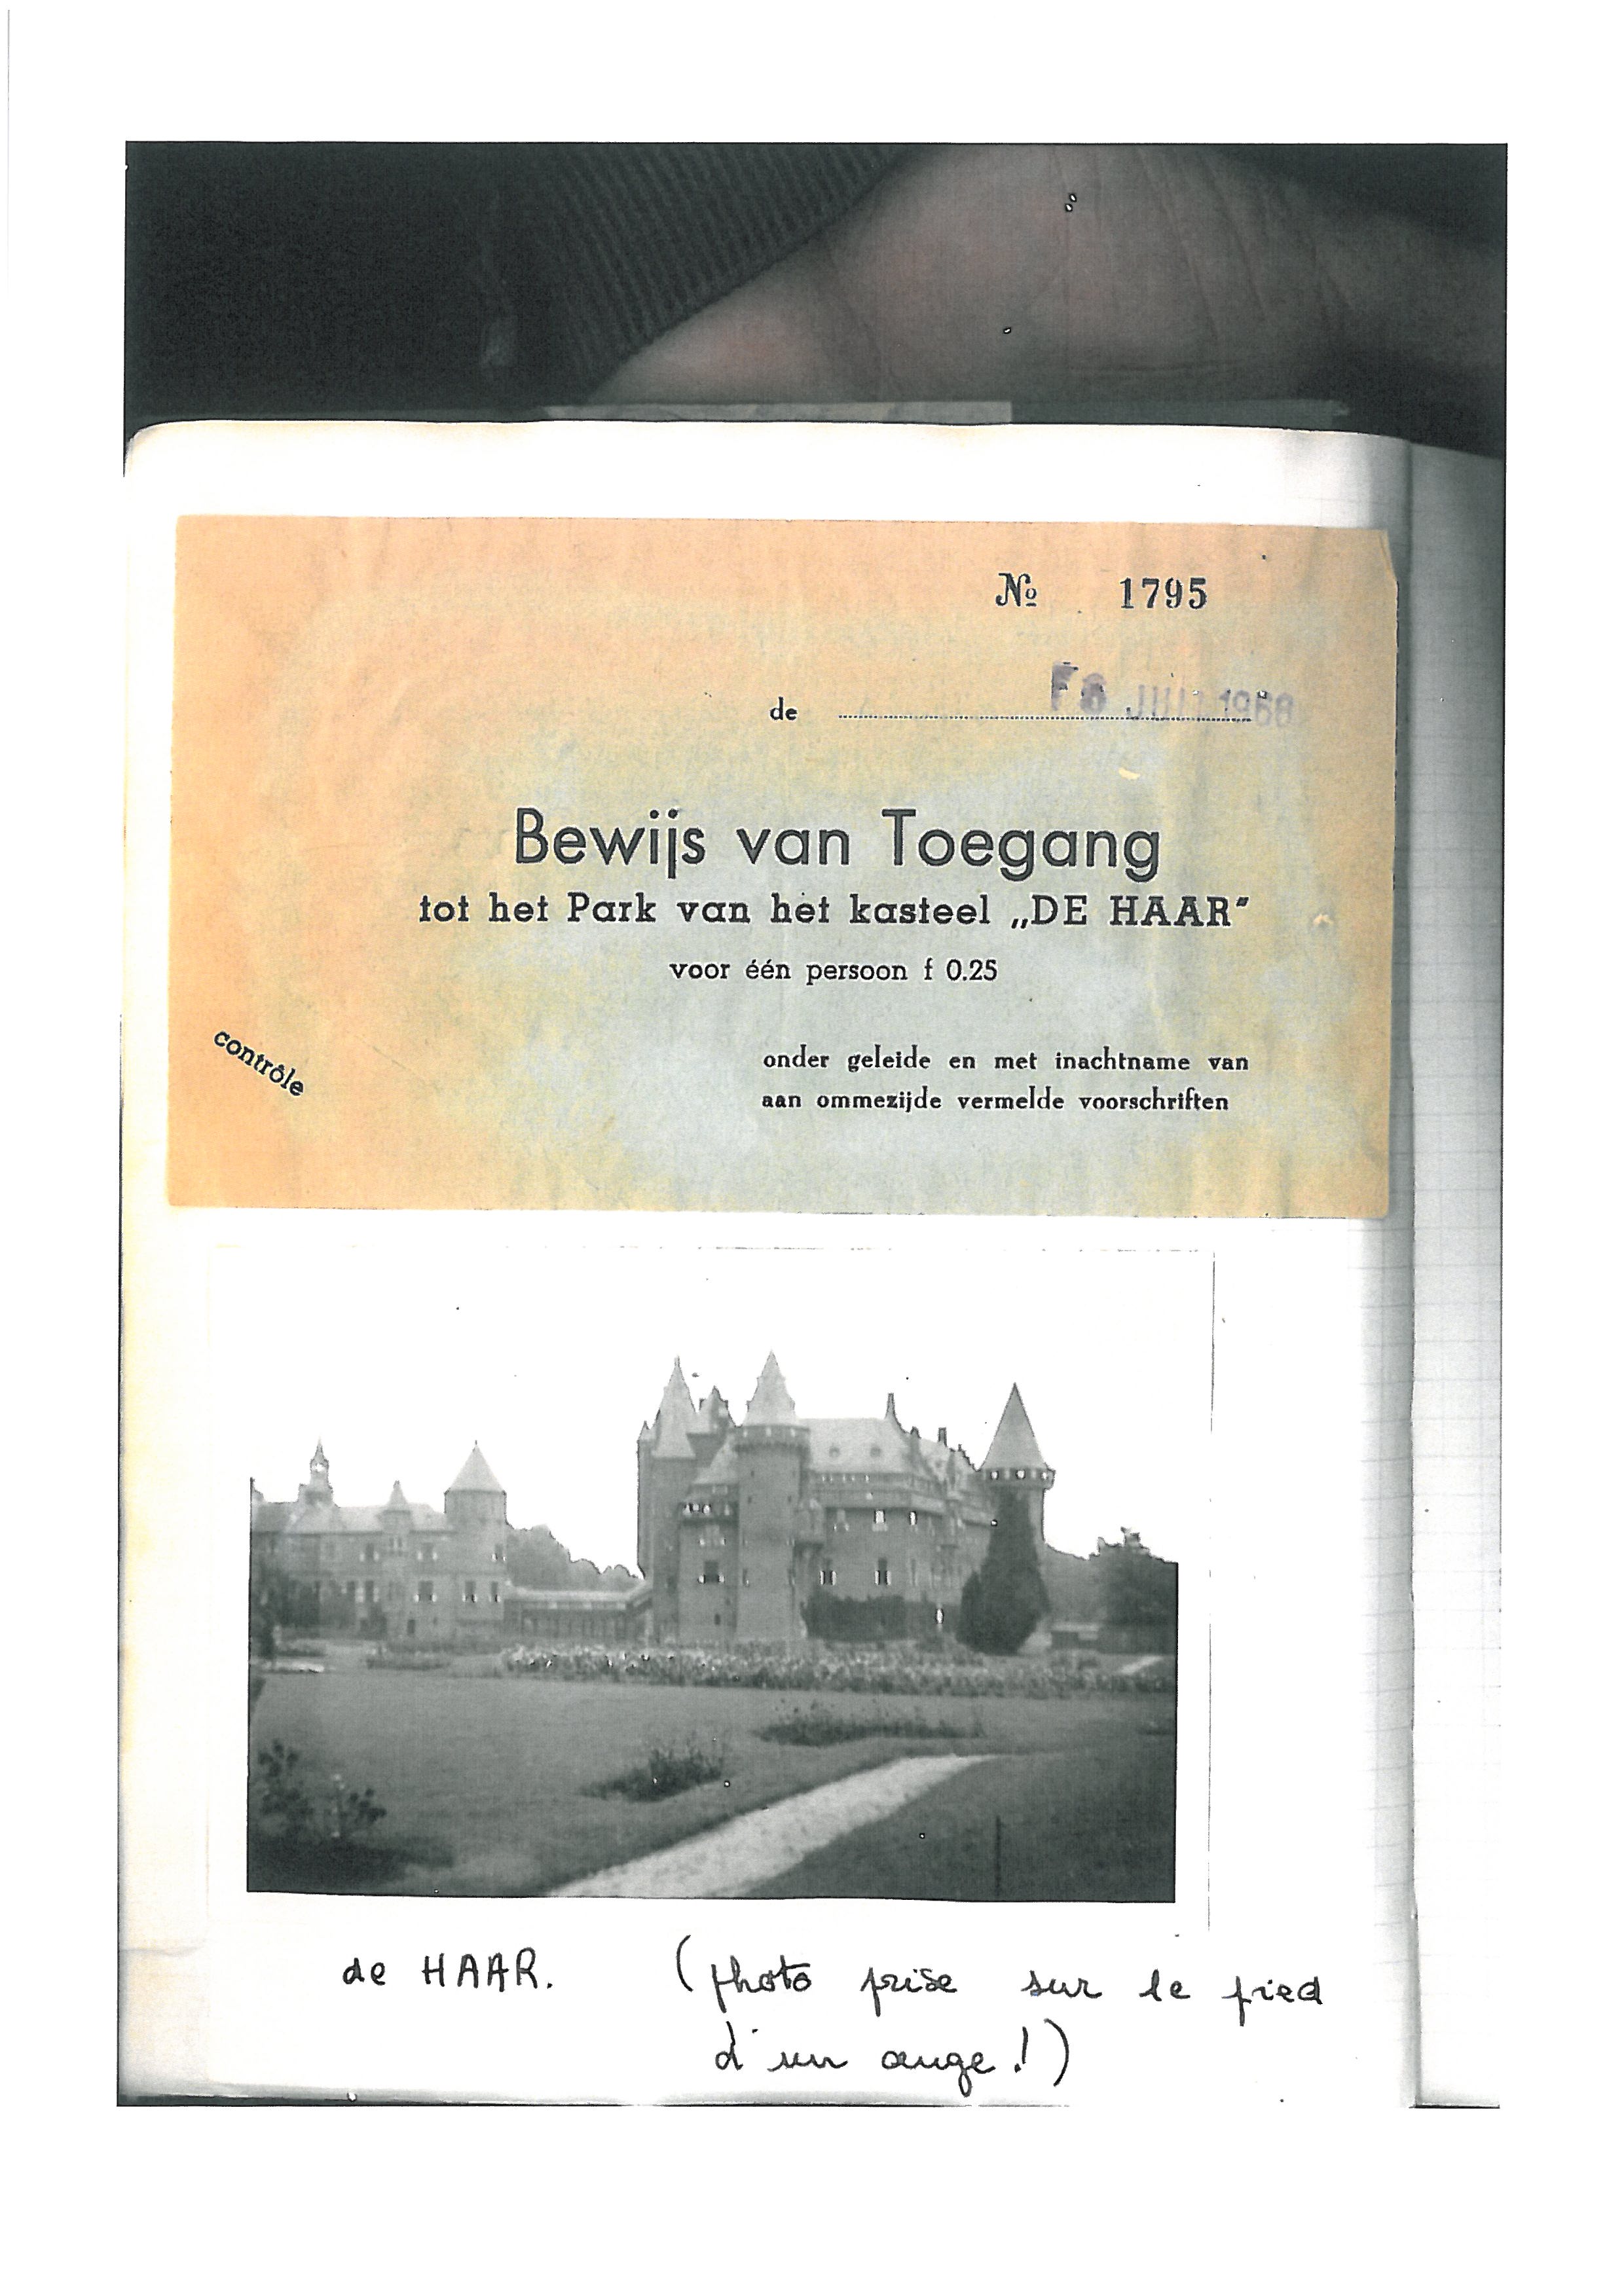 № 1795
de
Bewijs van Toegang
tot het Park van het kasteel „DE HAAR"
voor één persoon f 0.25
contrôle
onder geleide en met inachtname van
aan ommezijde vermelde voorschriften
de HAAR. (photo prise sur le pied
d'un ange!)